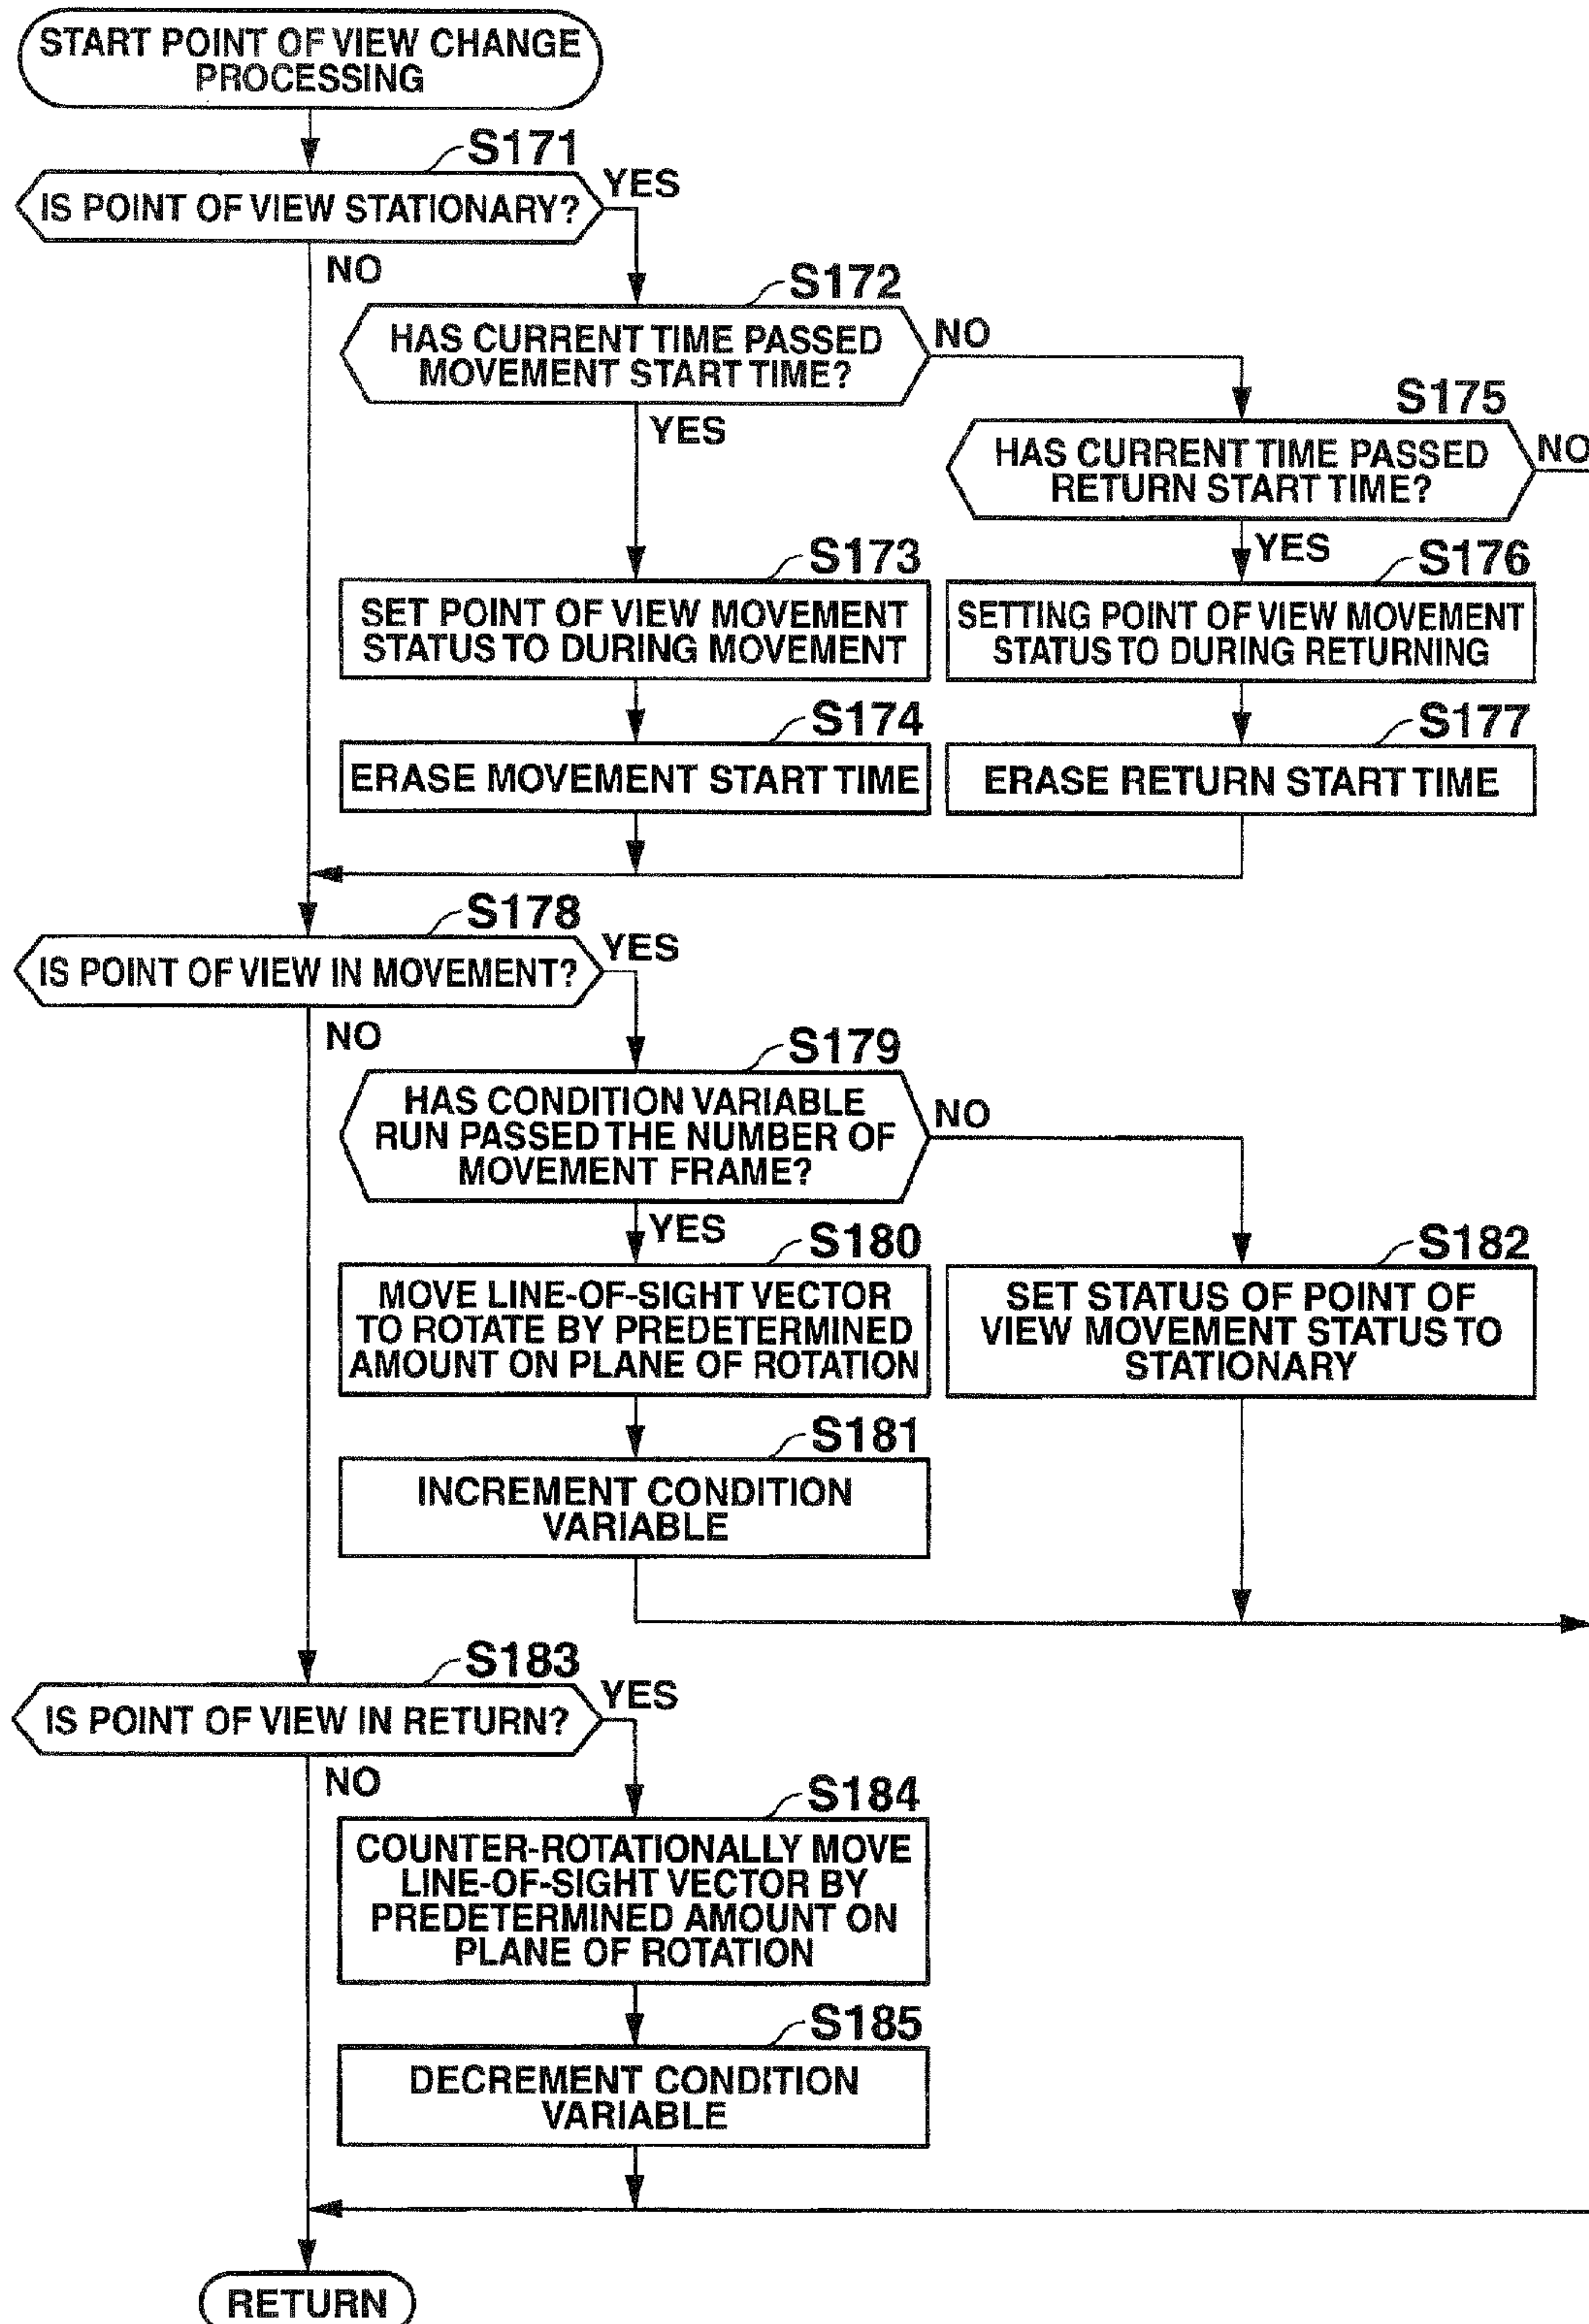 START POINT OF VIEW CHANGE
PROCESSING
S171
IS POINT OF VIEW STATIONARY?
YES
NO
S172
HAS CURRENT TIME PASSED
MOVEMENT START TIME?
NO
YES
S175
HAS CURRENT TIME PASSED
RETURN START TIME?
NO
YES
S173
SET POINT OF VIEW MOVEMENT
STATUS TO DURING MOVEMENT
S176
SETTING POINT OF VIEW MOVEMENT
STATUS TO DURING RETURNING
S174
ERASE MOVEMENT START TIME
S177
ERASE RETURN START TIME
S178
IS POINT OF VIEW IN MOVEMENT?
YES
NO
S179
HAS CONDITION VARIABLE
RUN PASSED THE NUMBER OF
MOVEMENT FRAME?
NO
YES
S180
MOVE LINE-OF-SIGHT VECTOR
TO ROTATE BY PREDETERMINED
AMOUNT ON PLANE OF ROTATION
S182
SET STATUS OF POINT OF
VIEW MOVEMENT STATUS TO
STATIONARY
S181
INCREMENT CONDITION
VARIABLE
S183
IS POINT OF VIEW IN RETURN?
YES
NO
S184
COUNTER-ROTATIONALLY MOVE
LINE-OF-SIGHT VECTOR BY
PREDETERMINED AMOUNT ON
PLANE OF ROTATION
S185
DECREMENT CONDITION
VARIABLE
RETURN